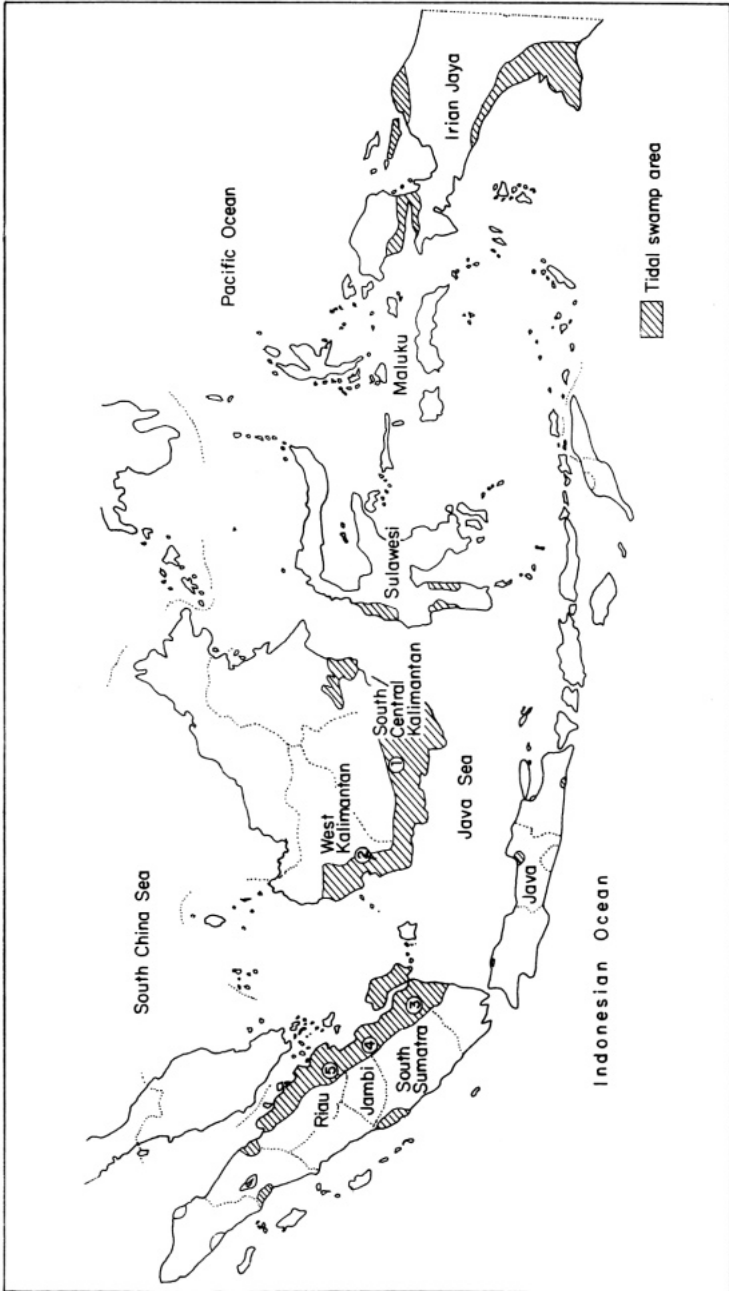 South China Sea
Pacific Ocean
West
Kalimantan
South
Central
Kalimantan
Sulawesi
Maluku
Irian Jaya
Riau
Jambi
South
Sumatra
Java Sea
Java
Indonesian Ocean
Tidal swamp area
1
2
3
4
5